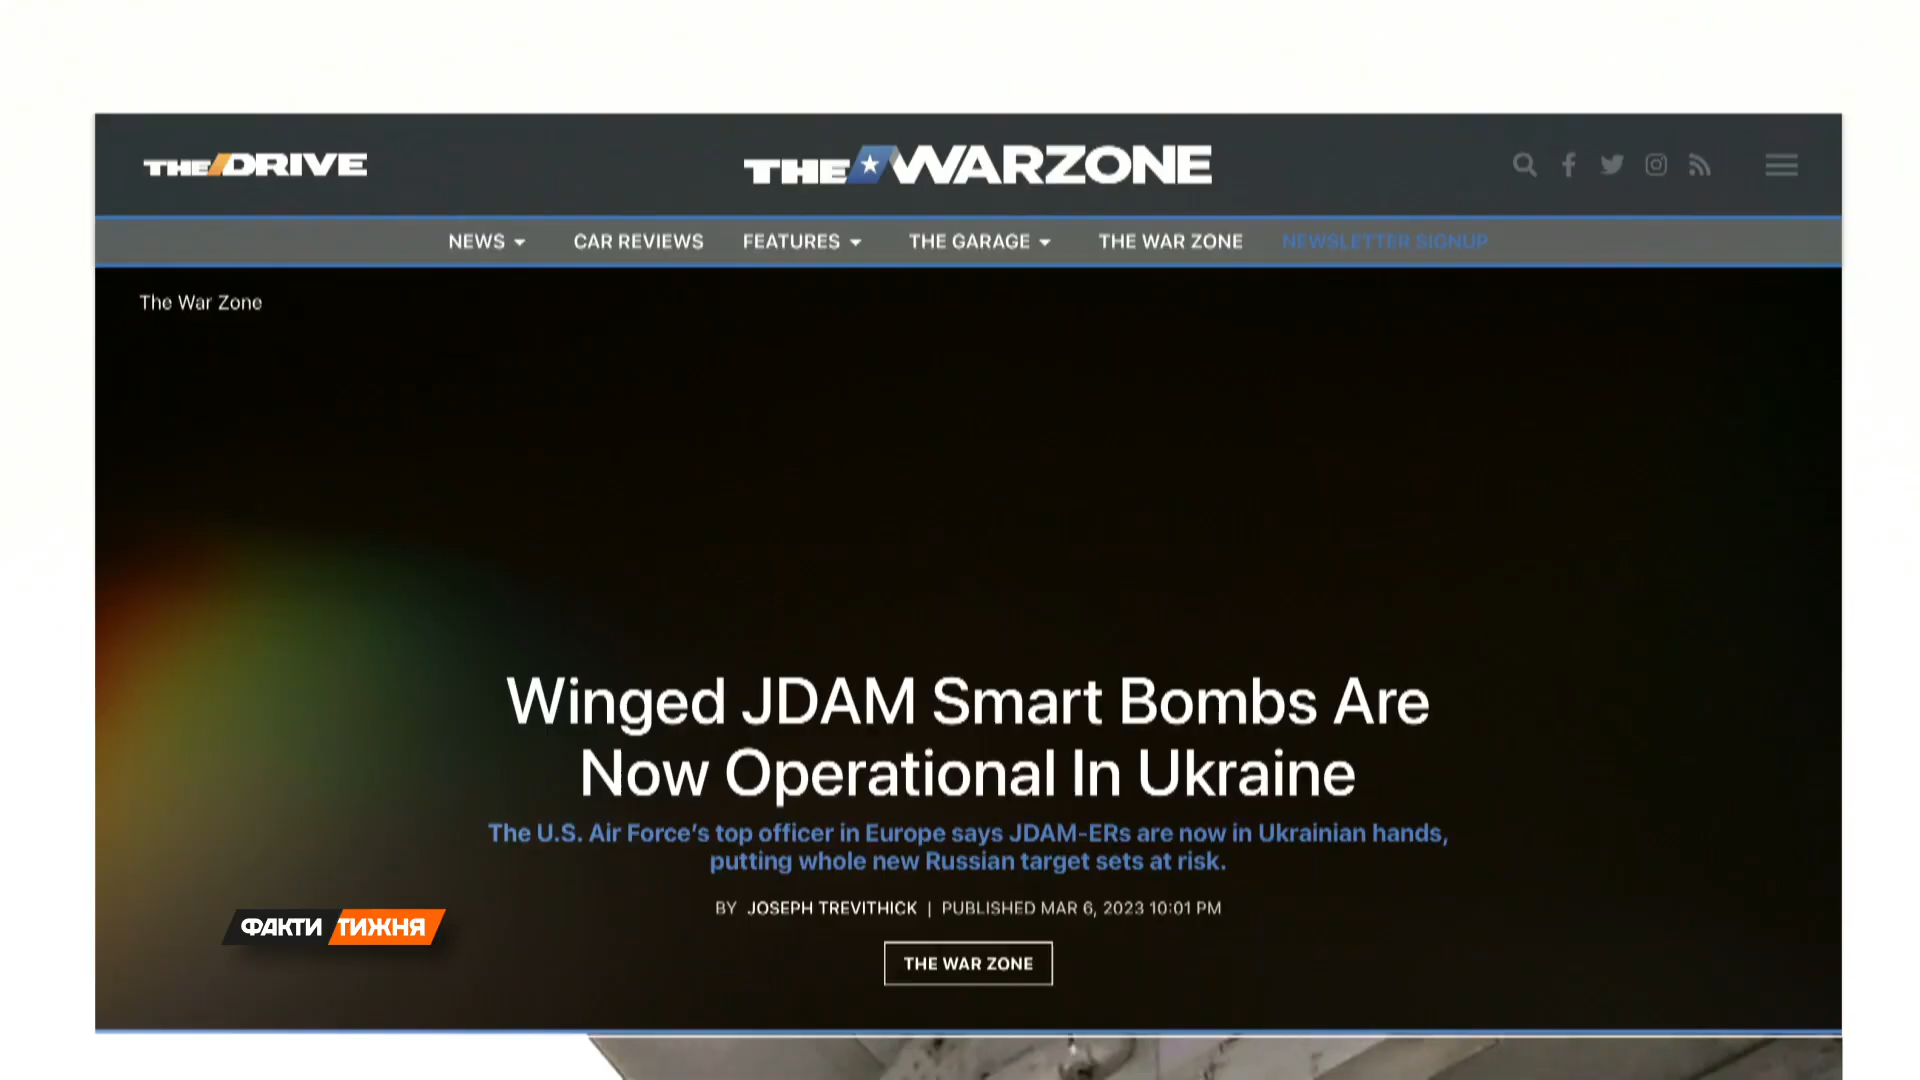 THE DRIVE
THE WARZONE
NEWS
CAR REVIEWS
FEATURES
THE GARAGE
THE WAR ZONE
NEWSLETTER SIGNUP
The War Zone
Winged JDAM Smart Bombs Are
Now Operational In Ukraine
The U.S. Air Force’s top officer in Europe says JDAM-ERs are now in Ukrainian hands,
putting whole new Russian target sets at risk.
BY JOSEPH TREVITHICK | PUBLISHED MAR 6, 2023 10:01 PM
ФАКТИ ТИЖНЯ
THE WAR ZONE